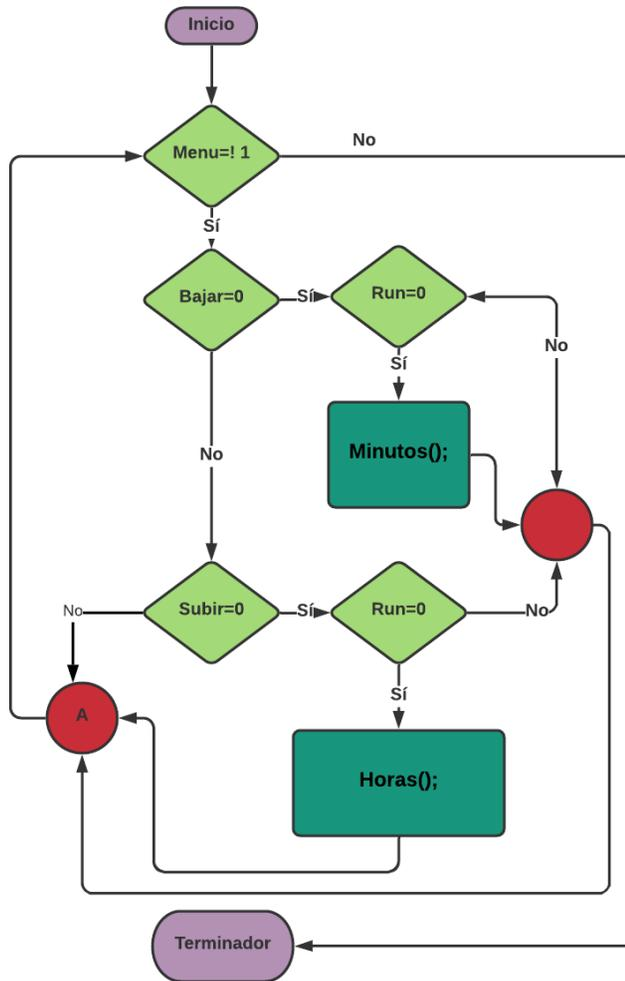 Inicio
Menu=! 1
No
Sí
Bajar=0
Sí
Run=0
No
Sí
Minutos();
No
Subir=0
Sí
Run=0
No
No
Sí
A
Horas();
Terminador